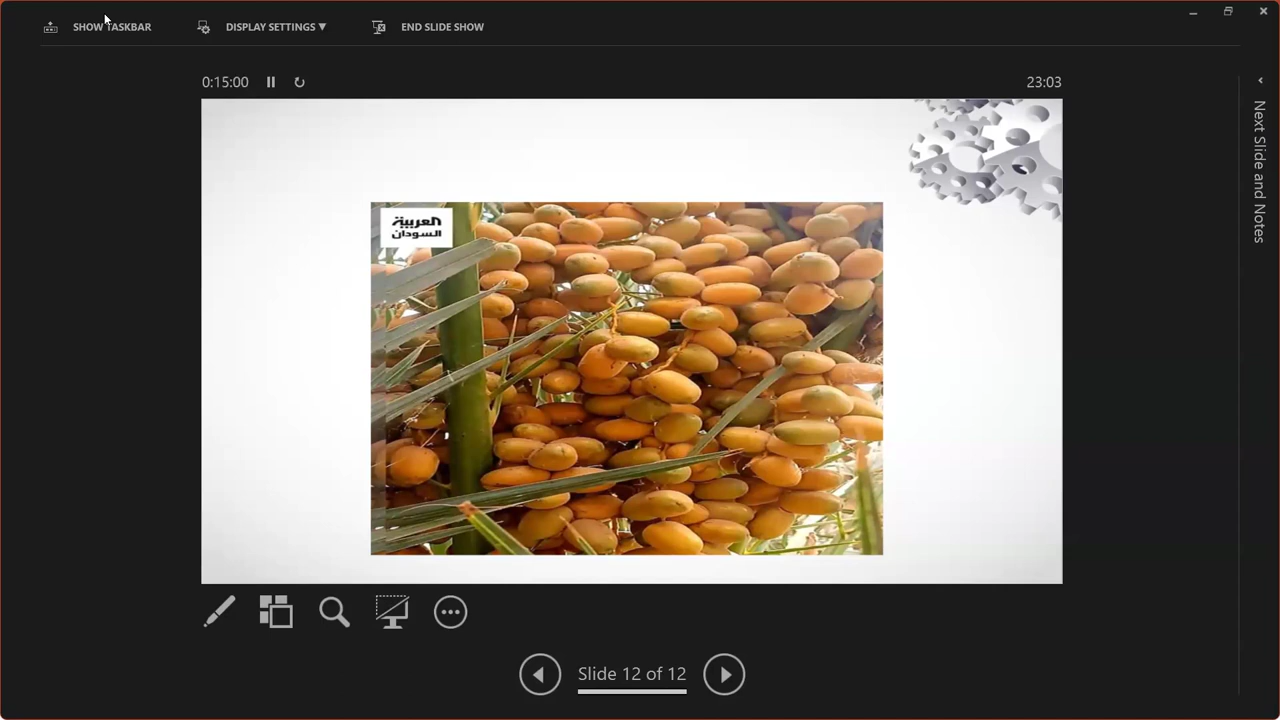 SHOW TASKBAR
DISPLAY SETTINGS ▼
END SLIDE SHOW
0:15:00
23:03
العربية
السودان
Next Slide and Notes
Slide 12 of 12